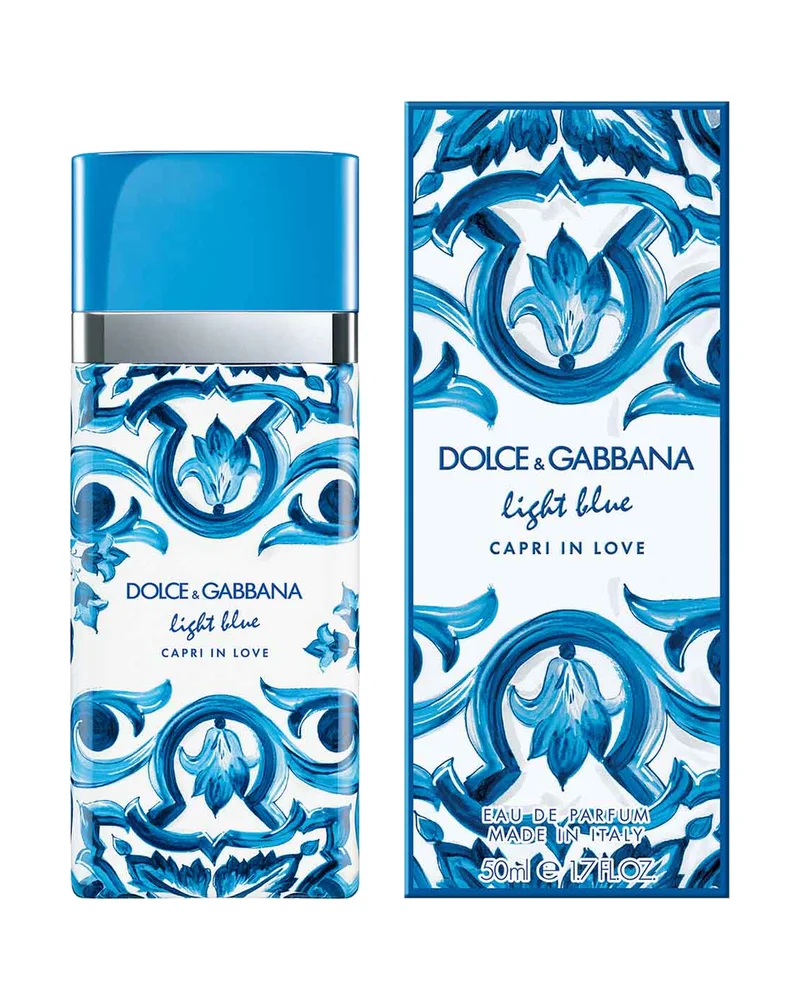 DOLCE & GABBANA
light blue
CAPRI IN LOVE
DOLCE & GABBANA
light blue
CAPRI IN LOVE
EAU DE PARFUM
MADE IN ITALY
50ml e 1.7 FL.OZ.